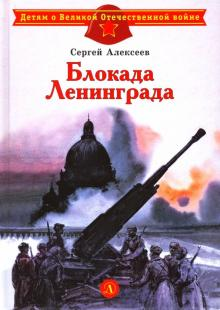 Детям о Великой Отечественной войне
Сергей Алексеев
Блокада
Ленинграда